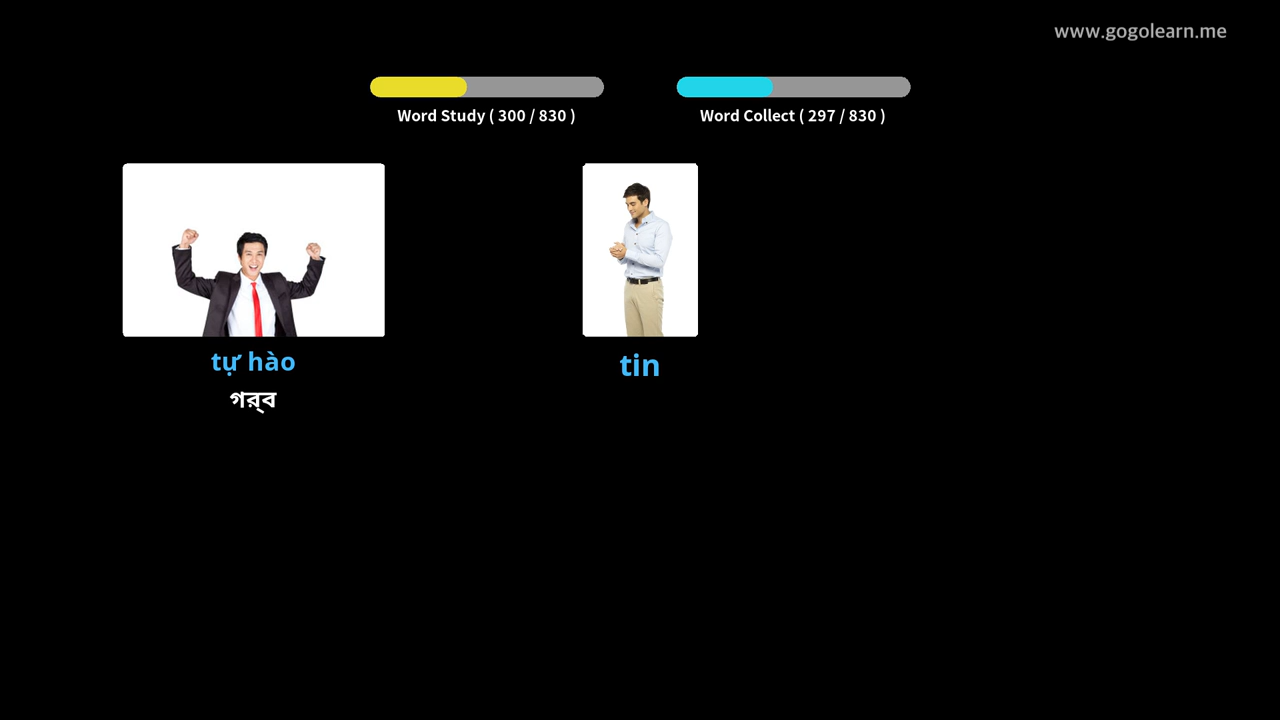 www.gogolearn.me
Word Study ( 300 / 830 )
Word Collect ( 297 / 830 )
tự hào
গর্ব
tin